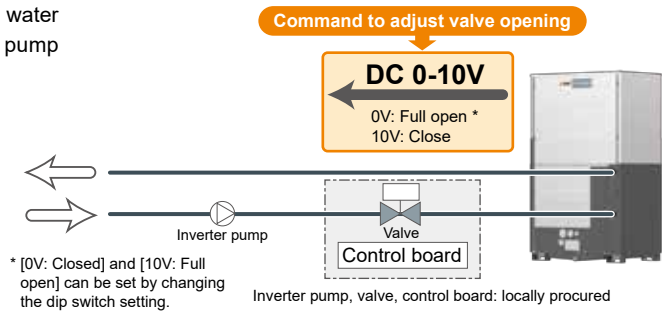 water
pump
Command to adjust valve opening
DC 0-10V
0V: Full open *
10V: Close
Inverter pump
Valve
Control board
* [0V: Closed] and [10V: Full
open] can be set by changing
the dip switch setting.
Inverter pump, valve, control board: locally procured